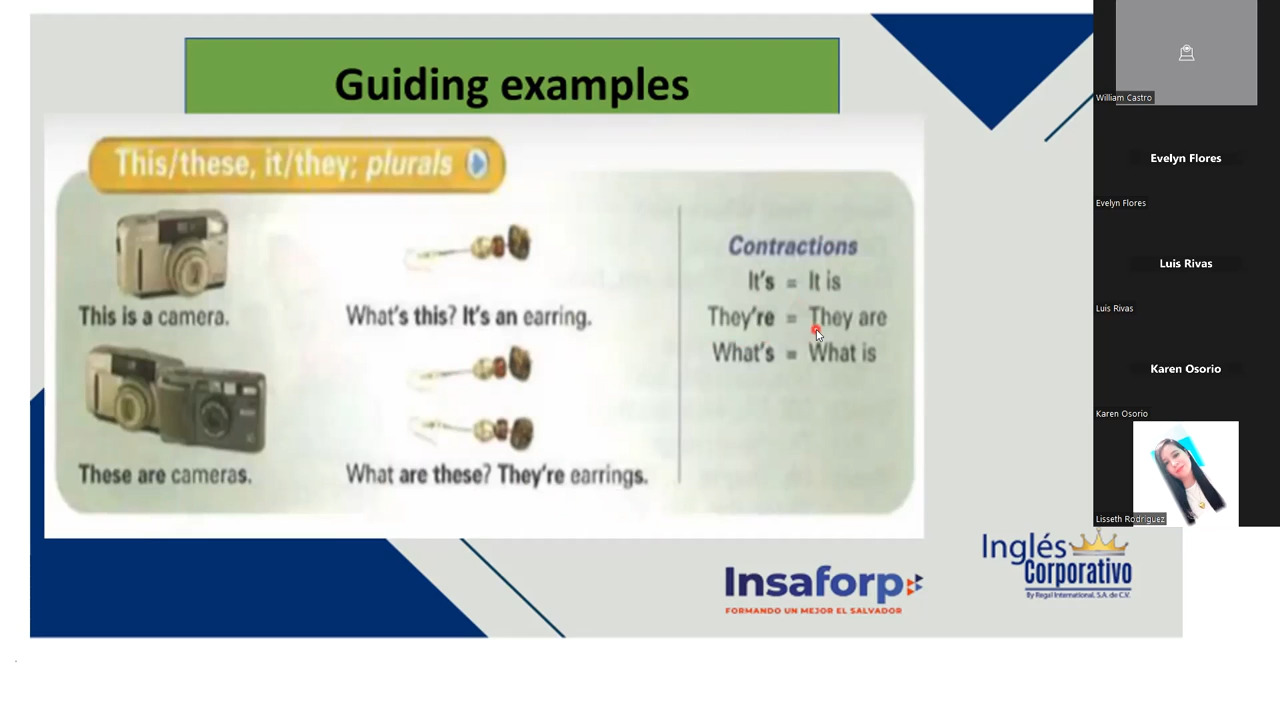 Guiding examples
This/these, it/they; plurals
This is a camera.
What's this? It's an earring.
These are cameras.
What are these? They're earrings.
Contractions
It's = It is
They're = They are
What's = What is
Insaforp
FORMANDO UN MEJOR EL SALVADOR
Inglés
Corporativo
By Regal International, S.A. de C.V.
William Castro
Evelyn Flores
Evelyn Flores
Luis Rivas
Luis Rivas
Karen Osorio
Karen Osorio
Lisseth Rodriguez